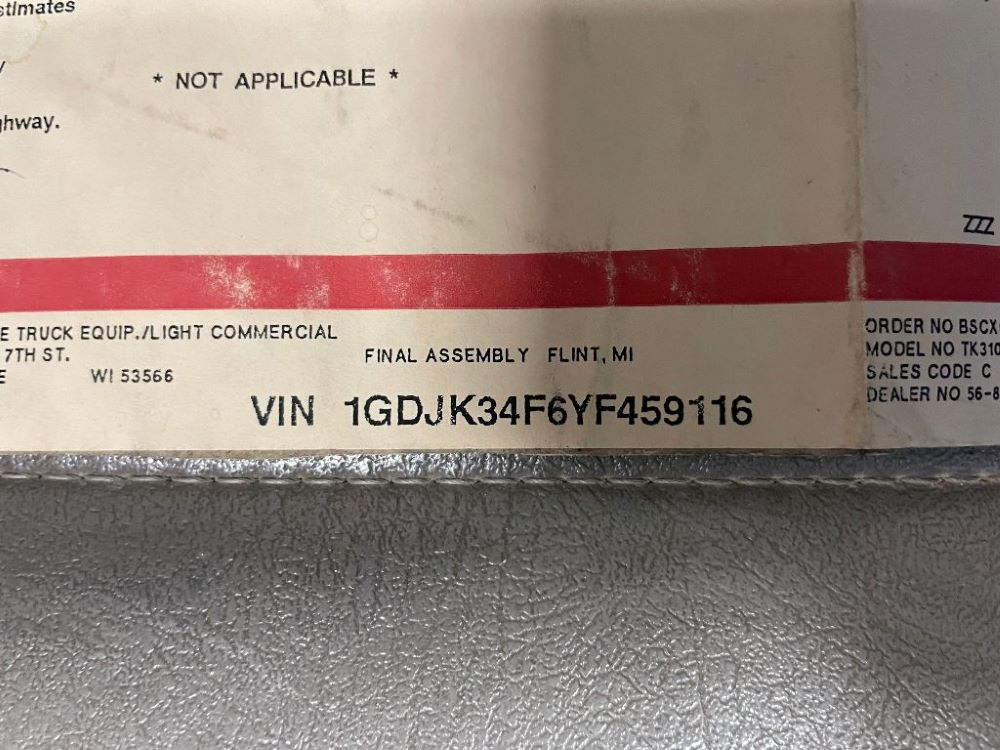 stimates
* NOT APPLICABLE *
ghway.
ZZZ
E TRUCK EQUIP./LIGHT COMMERCIAL
7TH ST.
E WI 53566
FINAL ASSEMBLY FLINT, MI
VIN 1GDJK34F6YF459116
ORDER NO BSCX
MODEL NO TK310
SALES CODE C
DEALER NO 56-8